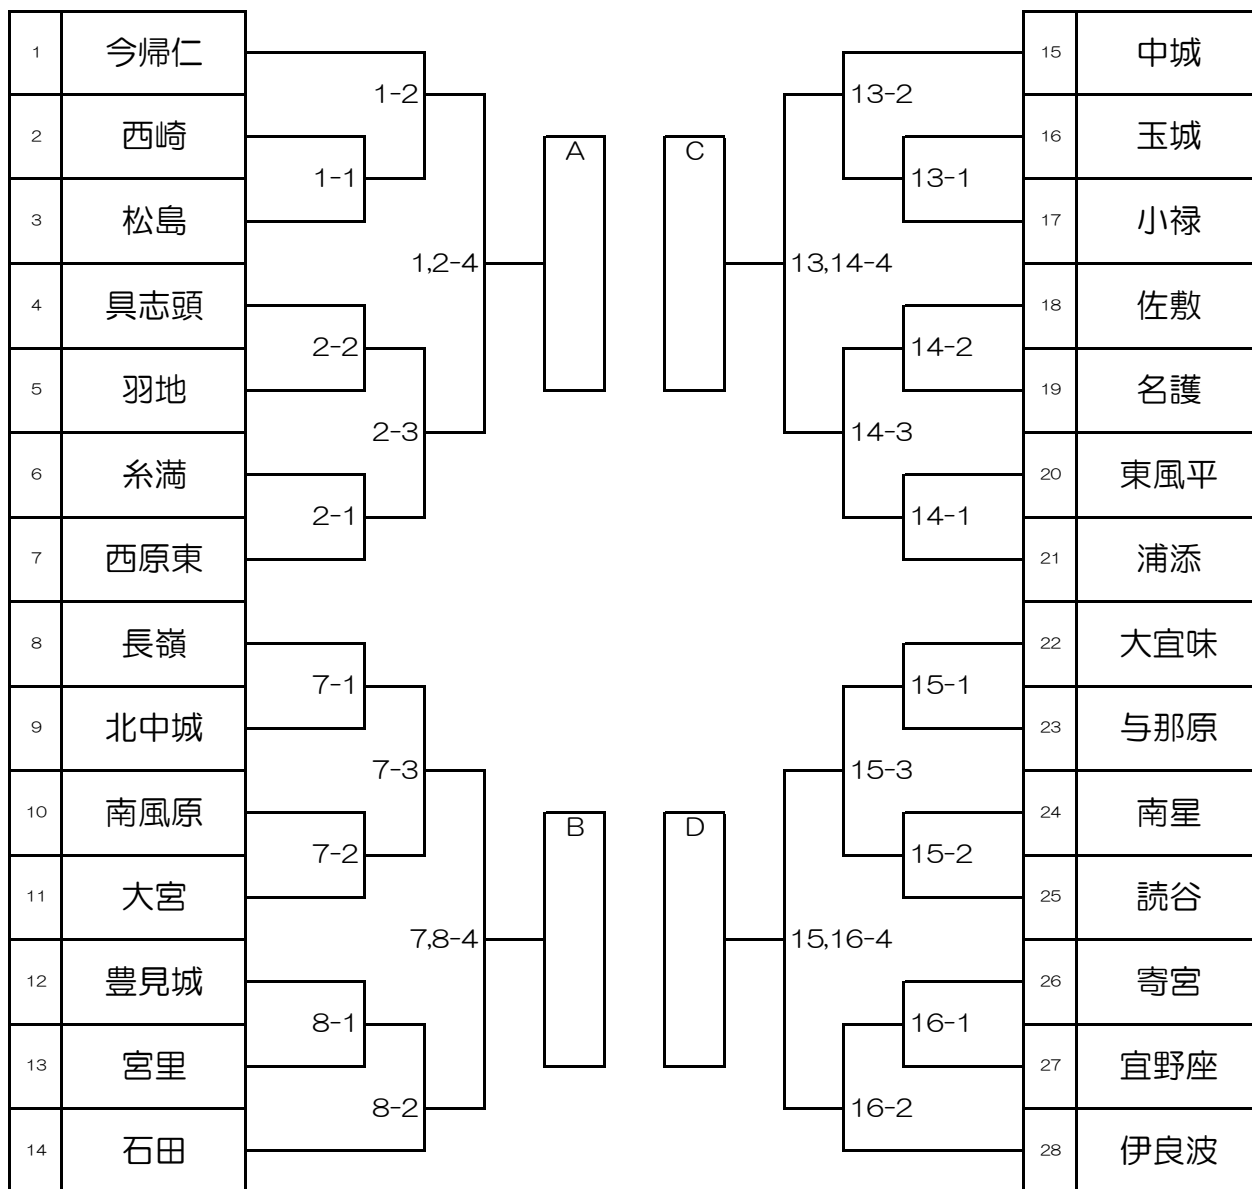 1 今帰仁
2 西崎
3 松島
4 具志頭
5 羽地
6 糸満
7 西原東
8 長嶺
9 北中城
10 南風原
11 大宮
12 豊見城
13 宮里
14 石田
1-2
1-1
1,2-4
2-2
2-3
2-1
7-1
7-3
7-2
7,8-4
8-1
8-2
A
B
C
D
13-2
13-1
13,14-4
14-2
14-3
14-1
15-1
15-3
15-2
15,16-4
16-1
16-2
15 中城
16 玉城
17 小禄
18 佐敷
19 名護
20 東風平
21 浦添
22 大宜味
23 与那原
24 南星
25 読谷
26 寄宮
27 宜野座
28 伊良波